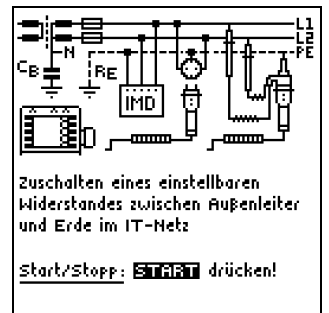 L1
L2
PE
N
CB
RE
IMD
Zuschalten eines einstellbaren
Widerstandes zwischen Außenleiter
und Erde im IT-Netz
Start/Stopp: START drücken!